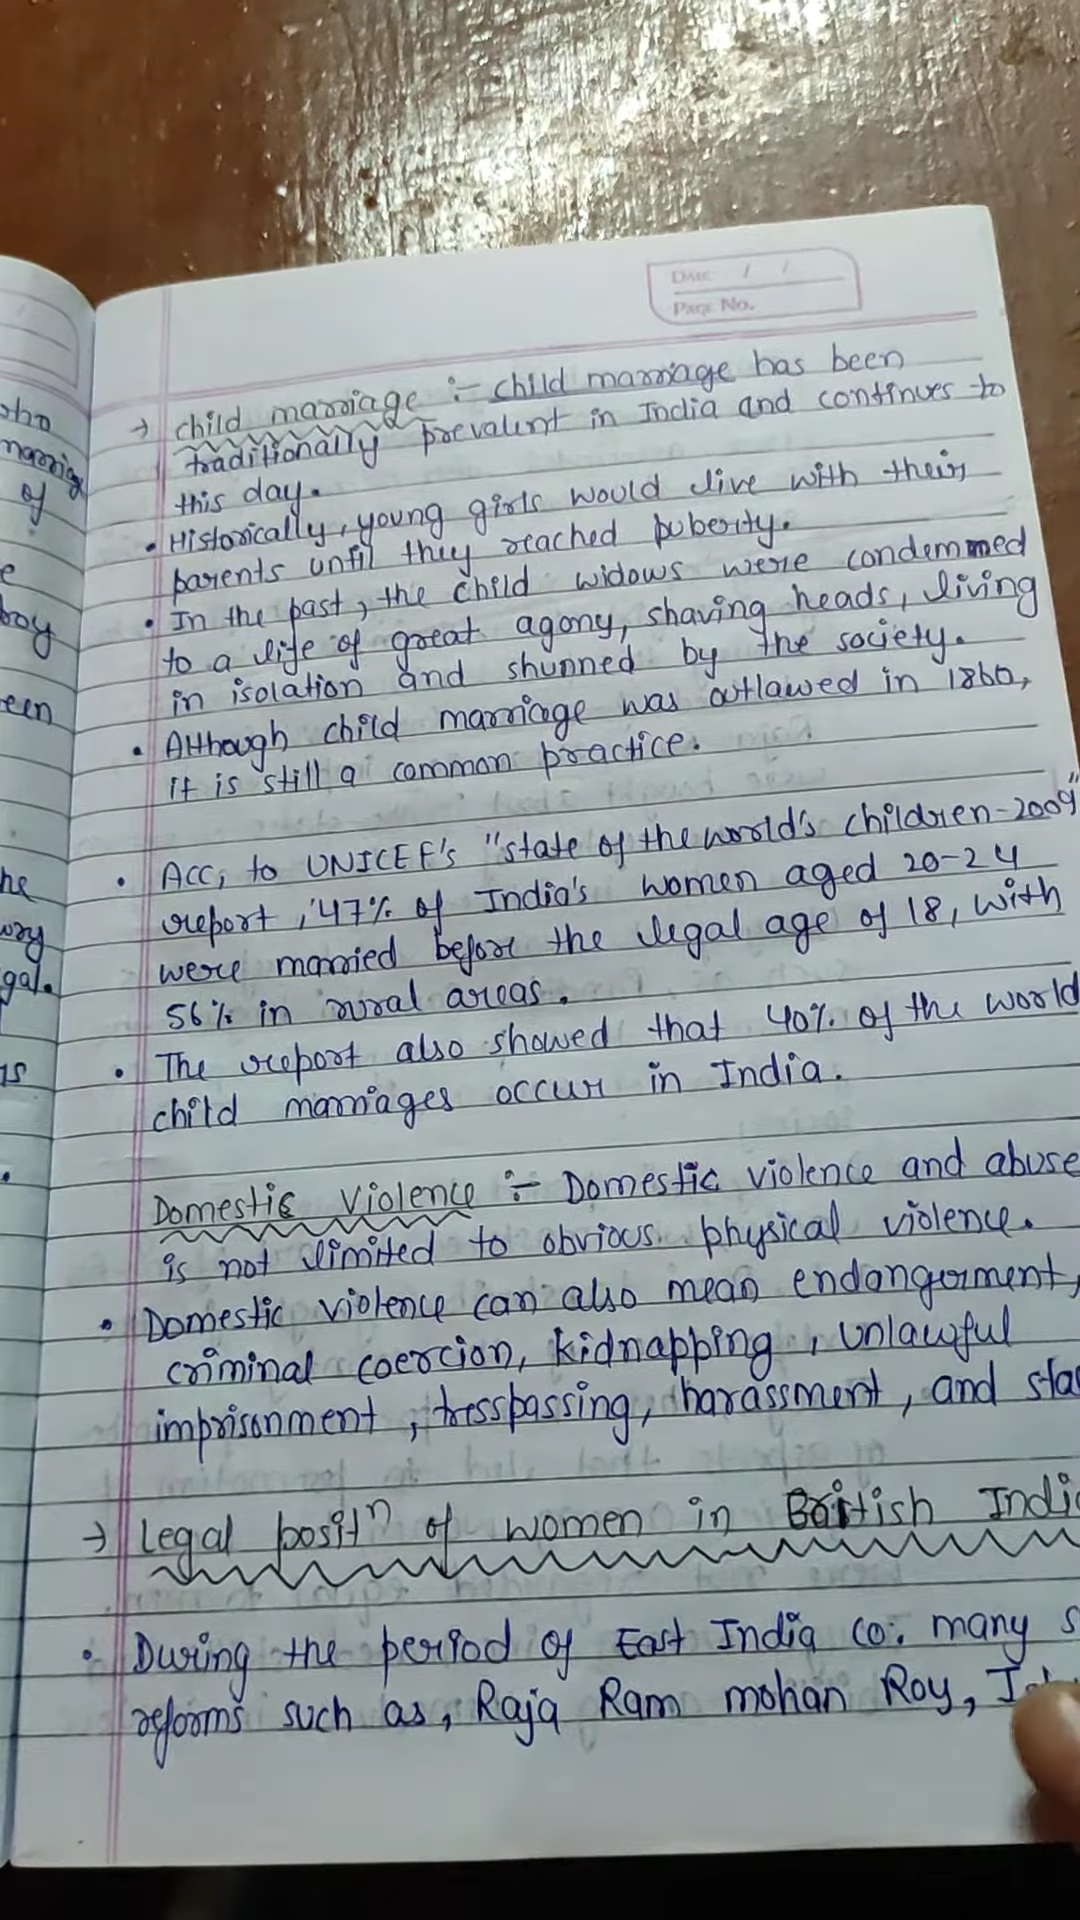 Date / /
Page No.
→ child marriage :- child marriage has been
traditionally prevalent in India and continues to
this day.
• Historically, young girls would live with their
parents until they reached puberty.
• In the past, the child widows were condemmed
to a life of great agony, shaving heads, living
in isolation and shunned by the society.
• Although child marriage was outlawed in 1860,
it is still a common practice.
• Acc, to UNICEF's "state of the world's children-2009"
report, '47% of India's women aged 20-24
were married before the legal age of 18, with
56% in rural areas.
• The report also showed that 40% of the world
child marriages occur in India.
Domestic Violence :- Domestic violence and abuse
is not limited to obvious physical violence.
• Domestic violence can also mean endangerment,
criminal coercion, kidnapping, unlawful
imprisonment, tresspassing, harassment, and
→ Legal positⁿ of women in British
• During the period of East India co. many
reforms such as, Raja Ram mohan Roy,
marriag
of
e
boy
een
he
gal.
is